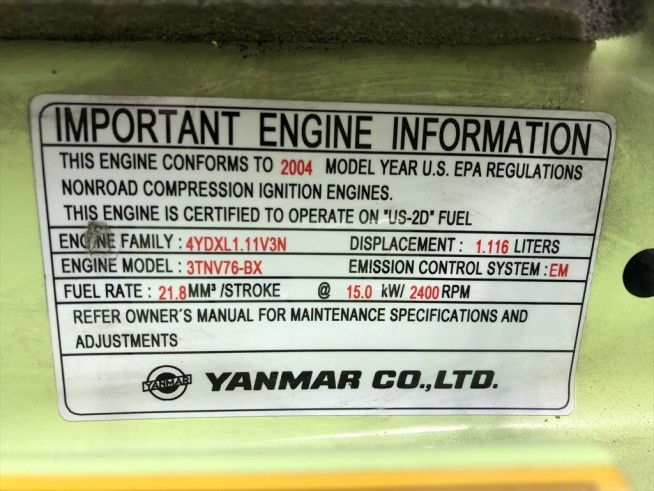 IMPORTANT ENGINE INFORMATION
THIS ENGINE CONFORMS TO 2004 MODEL YEAR U.S. EPA REGULATIONS
NONROAD COMPRESSION IGNITION ENGINES.
THIS ENGINE IS CERTIFIED TO OPERATE ON "US-2D" FUEL
ENGINE FAMILY : 4YDXL1.11V3N DISPLACEMENT : 1.116 LITERS
ENGINE MODEL : 3TNV76-BX EMISSION CONTROL SYSTEM : EM
FUEL RATE : 21.8 MM³ /STROKE @ 15.0 kW/ 2400 RPM
REFER OWNER'S MANUAL FOR MAINTENANCE SPECIFICATIONS AND
ADJUSTMENTS
YANMAR YANMAR CO.,LTD.